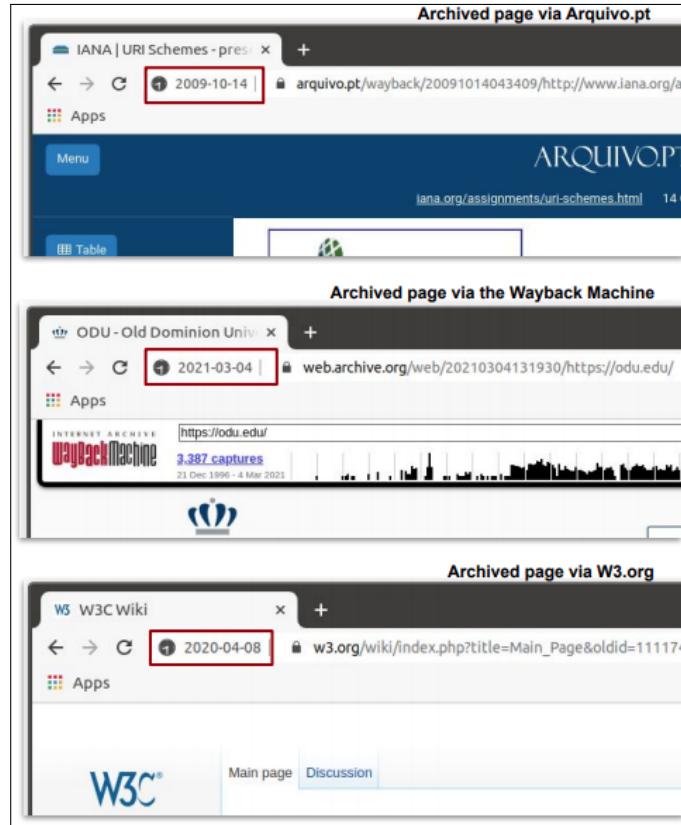 Archived page via Arquivo.pt
IANA | URI Schemes - pres
2009-10-14 | arquivo.pt/wayback/20091014043409/http://www.iana.org/a
Apps
Menu
ARQUIVO.PT
iana.org/assignments/uri-schemes.html 14
Table
Archived page via the Wayback Machine
ODU - Old Dominion Univ
2021-03-04 | web.archive.org/web/20210304131930/https://odu.edu/
Apps
INTERNET ARCHIVE
WayBackMachine
https://odu.edu/
3,387 captures
21 Dec 1996 - 4 Mar 2021
Archived page via W3.org
W3 W3C Wiki
2020-04-08 | w3.org/wiki/index.php?title=Main_Page&oldid=111174
Apps
W3C®
Main page Discussion